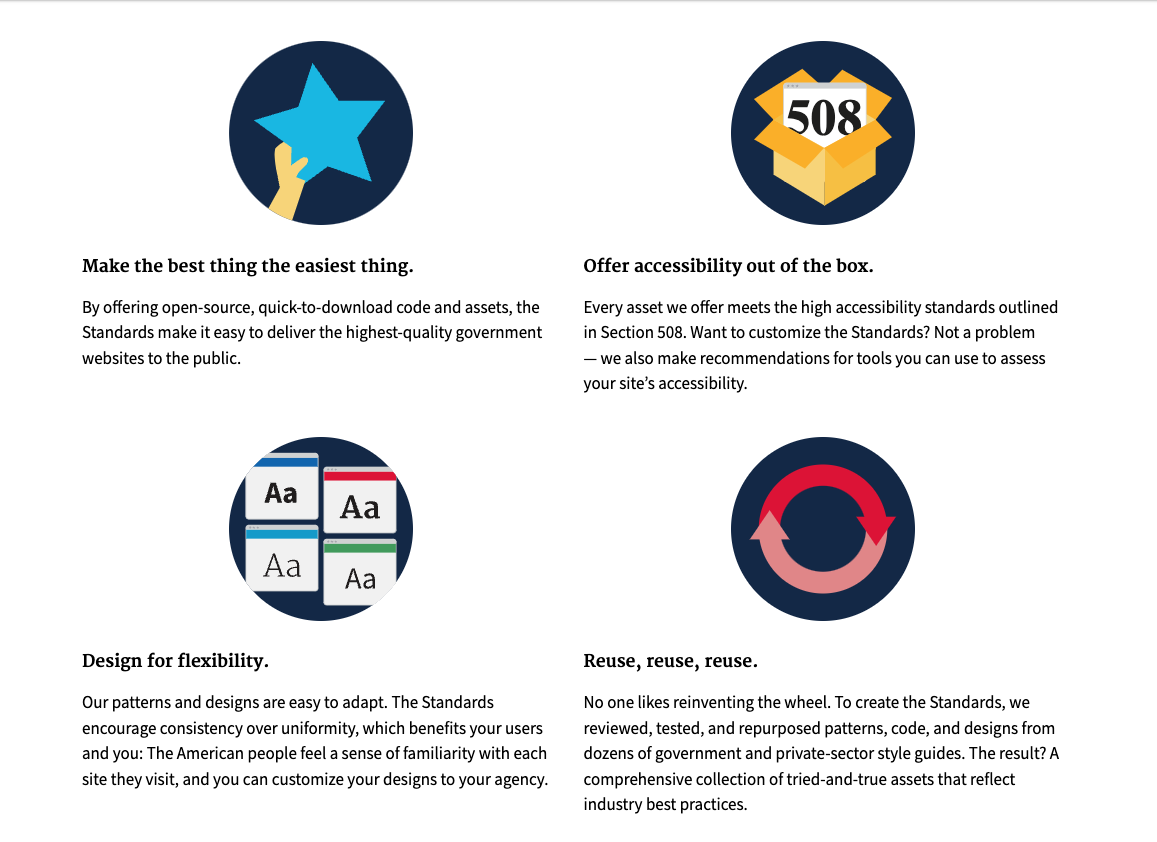 508
Make the best thing the easiest thing.
By offering open-source, quick-to-download code and assets, the
Standards make it easy to deliver the highest-quality government
websites to the public.
Offer accessibility out of the box.
Every asset we offer meets the high accessibility standards outlined
in Section 508. Want to customize the Standards? Not a problem
— we also make recommendations for tools you can use to assess
your site’s accessibility.
Aa
Aa
Aa
Aa
Design for flexibility.
Our patterns and designs are easy to adapt. The Standards
encourage consistency over uniformity, which benefits your users
and you: The American people feel a sense of familiarity with each
site they visit, and you can customize your designs to your agency.
Reuse, reuse, reuse.
No one likes reinventing the wheel. To create the Standards, we
reviewed, tested, and repurposed patterns, code, and designs from
dozens of government and private-sector style guides. The result? A
comprehensive collection of tried-and-true assets that reflect
industry best practices.